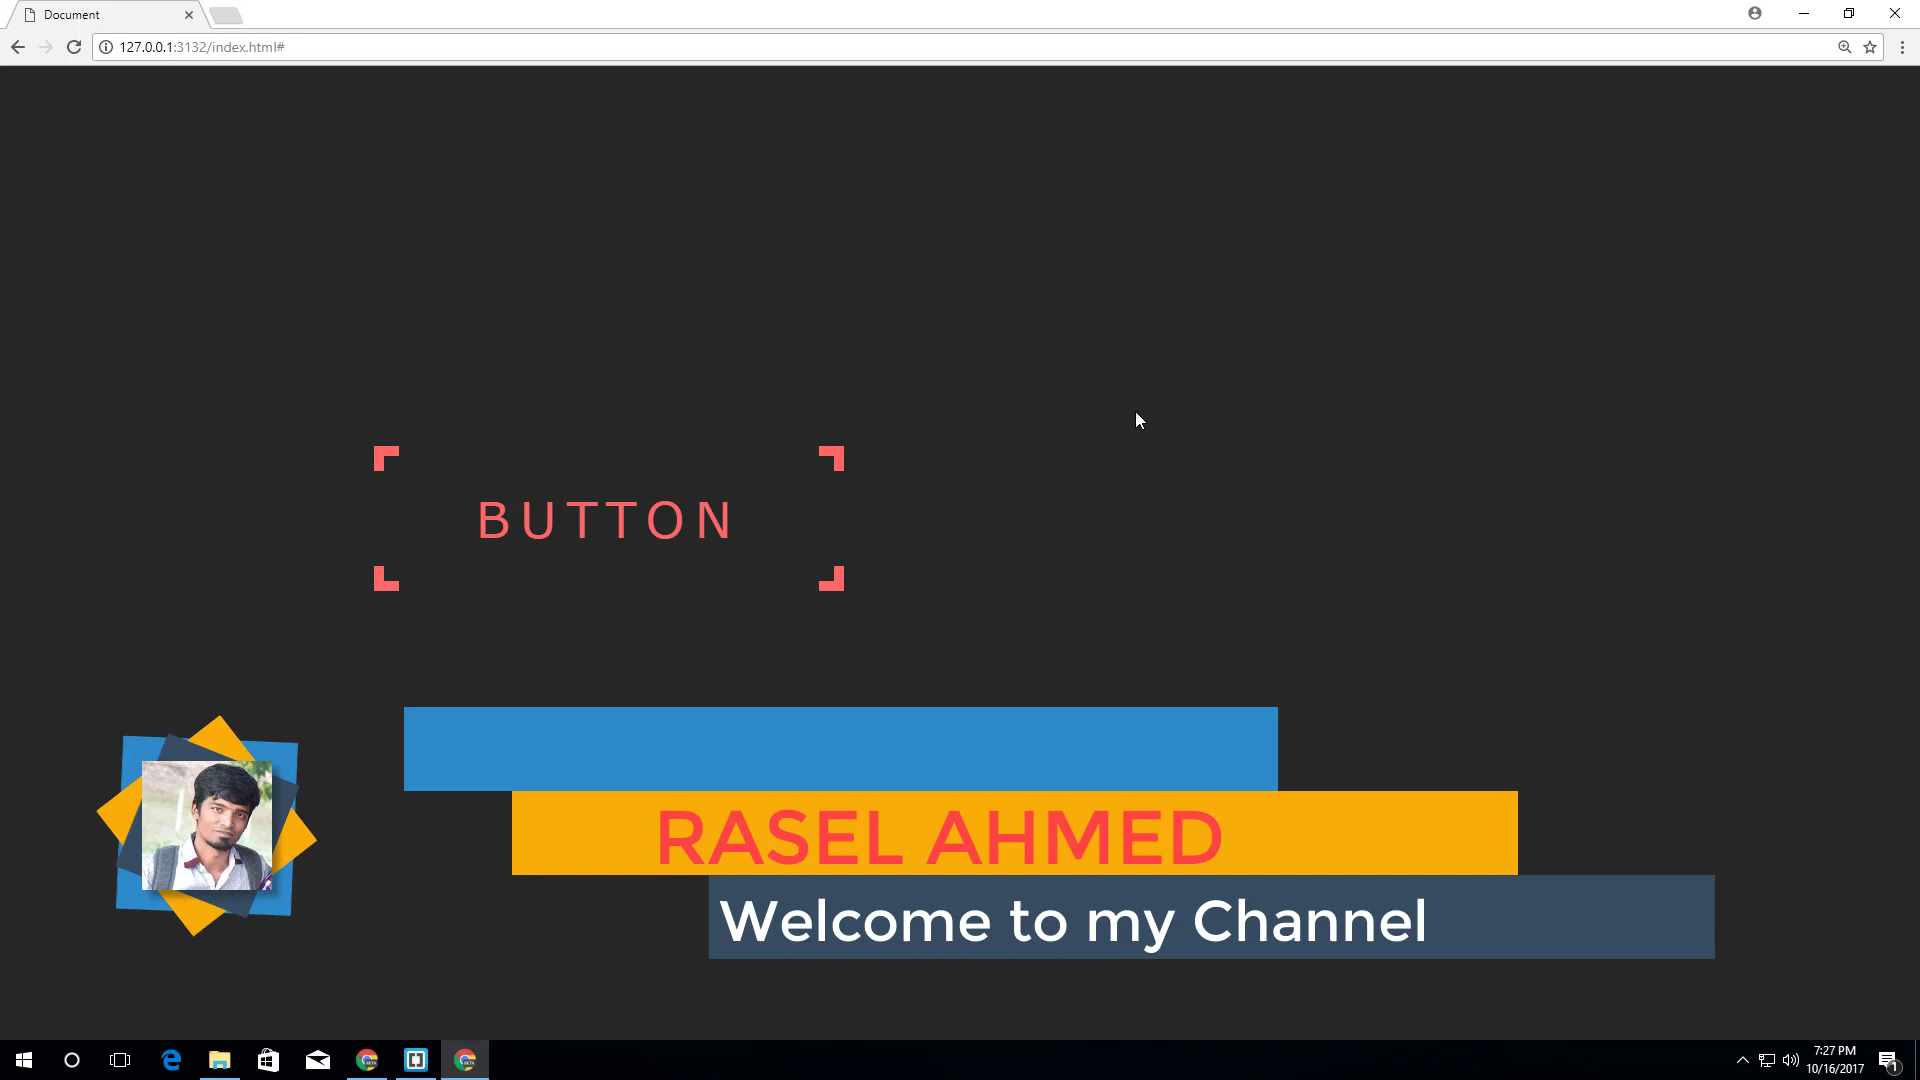 Document
127.0.0.1:3132/index.html#
BUTTON
RASEL AHMED
Welcome to my Channel
7:27 PM
10/16/2017
1